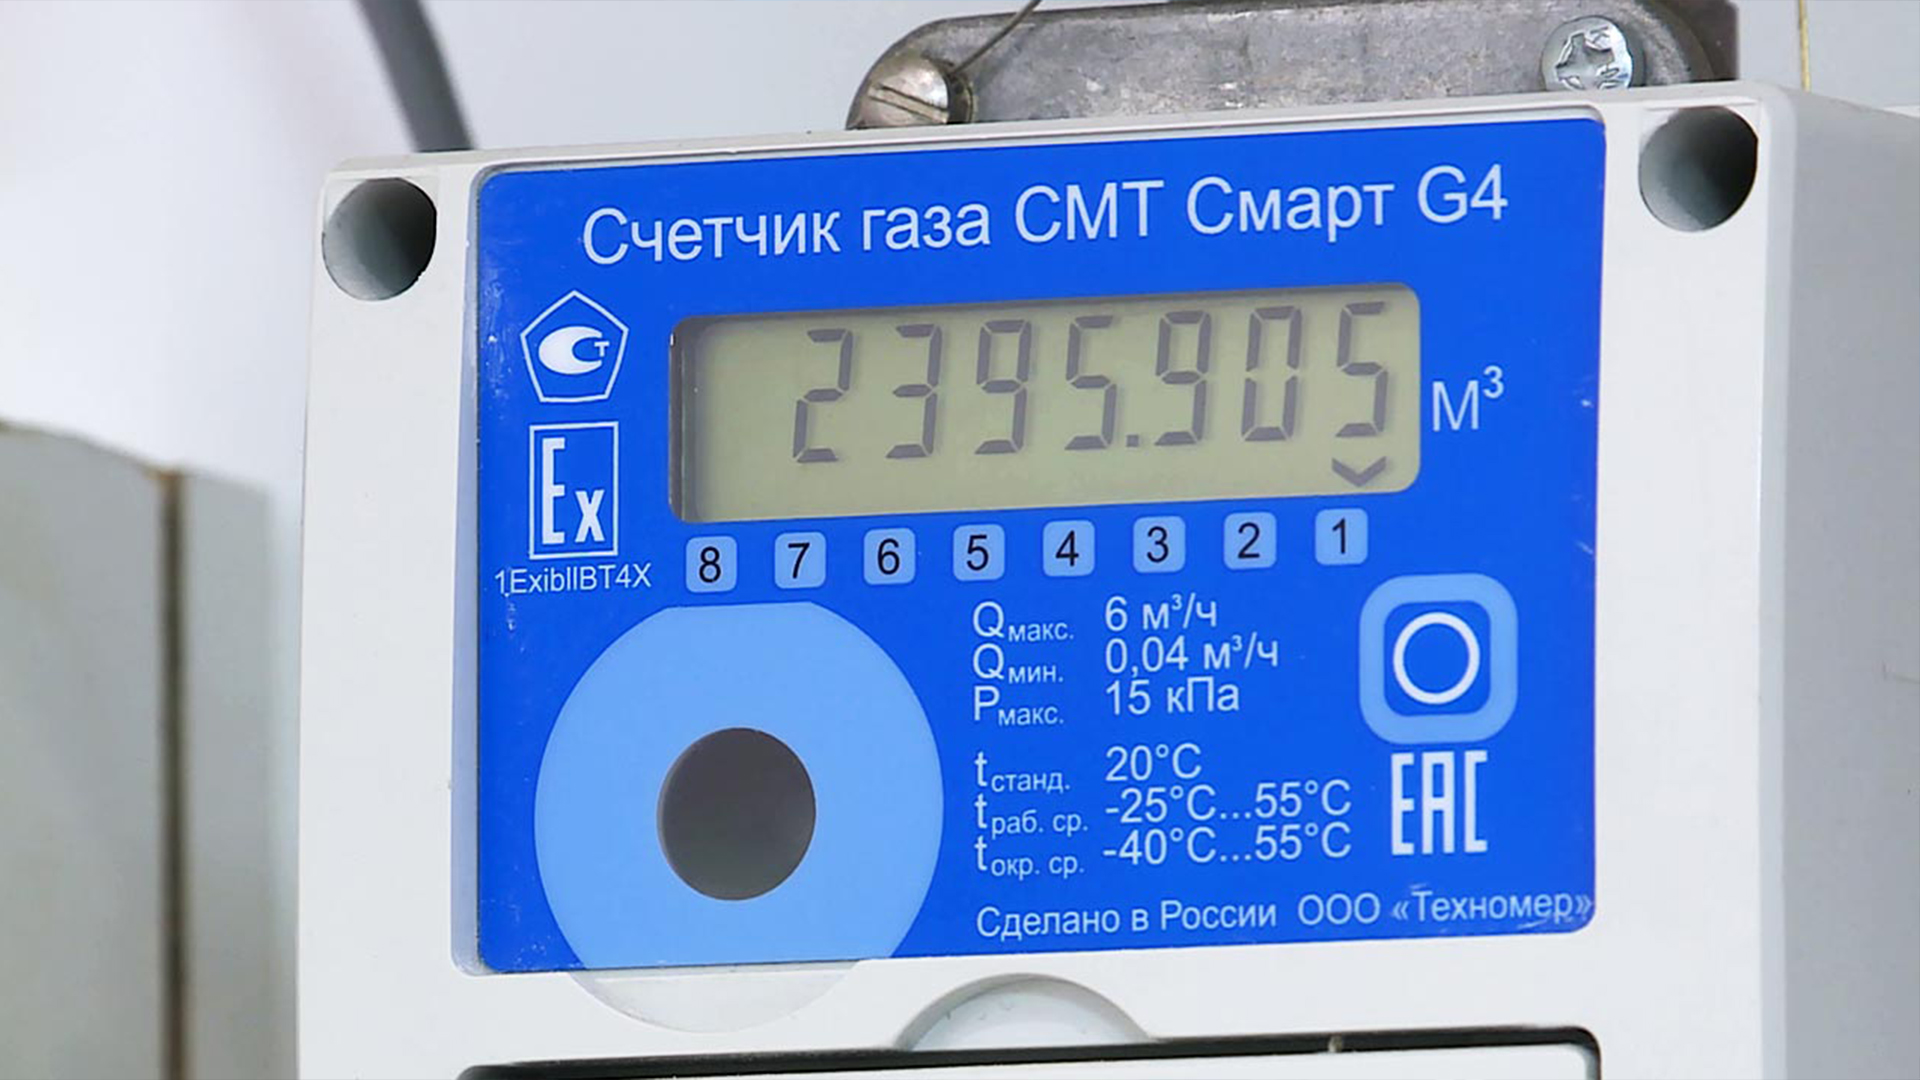 Счетчик газа СМТ Смарт G4
2395.905 м³
Ст
Ex
1ExibIIBT4X
8 7 6 5 4 3 2 1
Qмакс. 6 м³/ч
Qмин. 0,04 м³/ч
Pмакс. 15 кПа
tстанд. 20°C
tраб. ср. -25°C...55°C
tокр. ср. -40°C...55°C
EAC
Сделано в России ООО «Техномер»